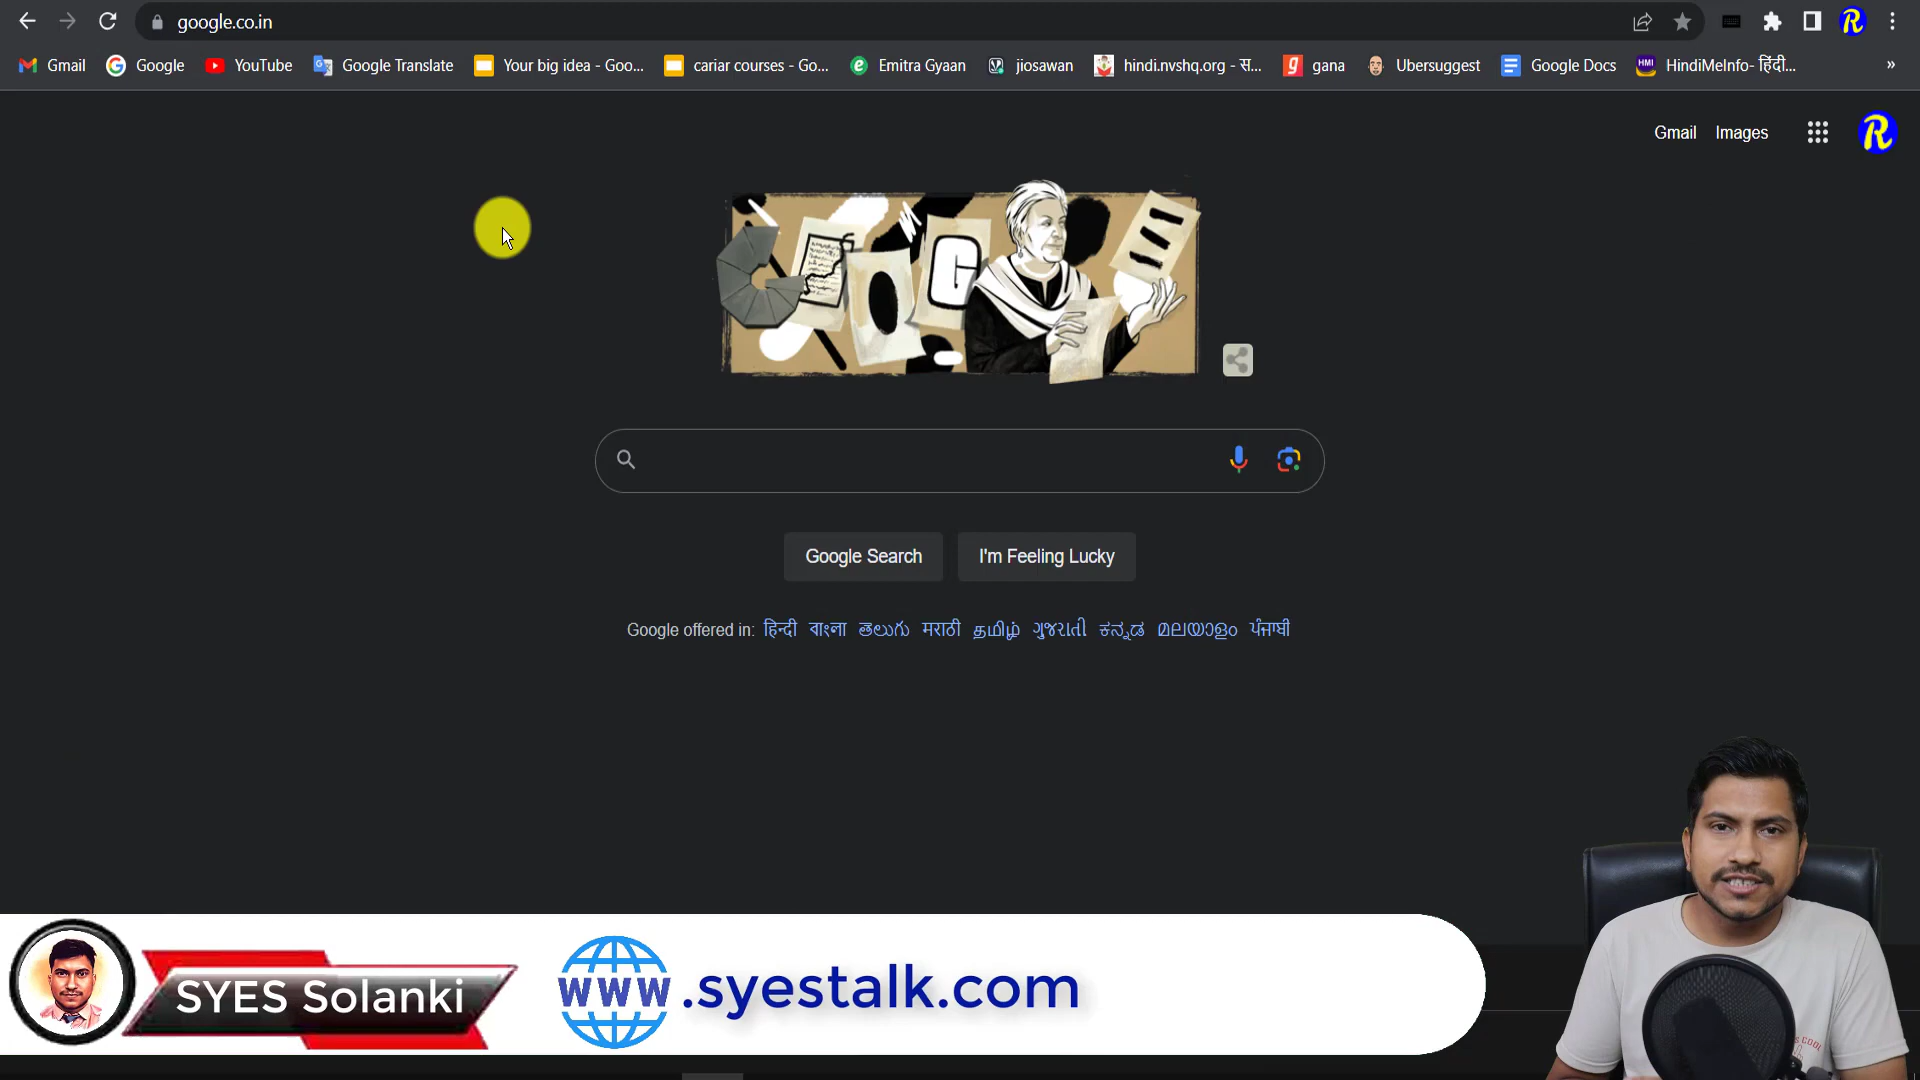 google.co.in
Gmail Google YouTube Google Translate Your big idea - Goo... cariar courses - Go... Emitra Gyaan jiosawan hindi.nvshq.org - स... gana Ubersuggest Google Docs HindiMeInfo- हिंदी... »
Gmail Images
Google Search I'm Feeling Lucky
Google offered in: हिन्दी বাংলা తెలుగు मराठी தமிழ் ગુજરાતી ಕನ್ನಡ മലയാളം ਪੰਜਾਬੀ
SYES Solanki
www.syestalk.com